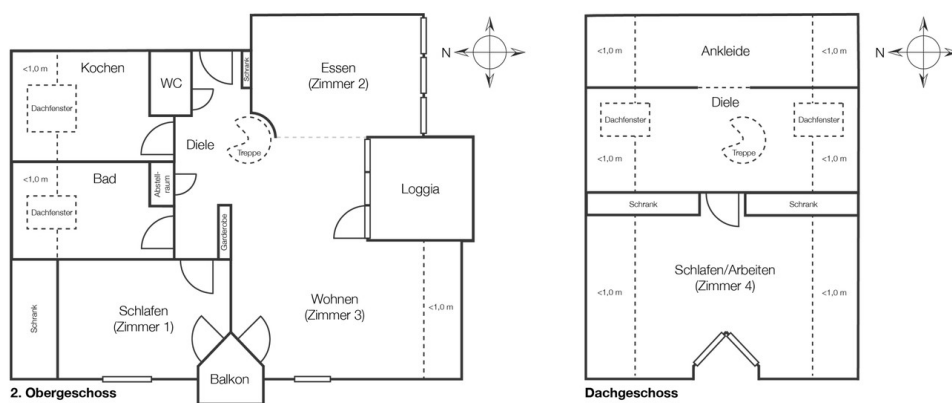 <1,0 m
Kochen
Dachfenster
WC
Schrank
Essen
(Zimmer 2)
N
Diele
Treppe
<1,0 m
Bad
Abstell-
raum
Dachfenster
Garderobe
Loggia
Schrank
Schlafen
(Zimmer 1)
Wohnen
(Zimmer 3)
<1,0 m
Balkon
2. Obergeschoss
<1,0 m
Ankleide
<1,0 m
N
Dachfenster
Diele
Dachfenster
Treppe
<1,0 m
<1,0 m
Schrank
Schrank
Schlafen/Arbeiten
(Zimmer 4)
<1,0 m
<1,0 m
Dachgeschoss